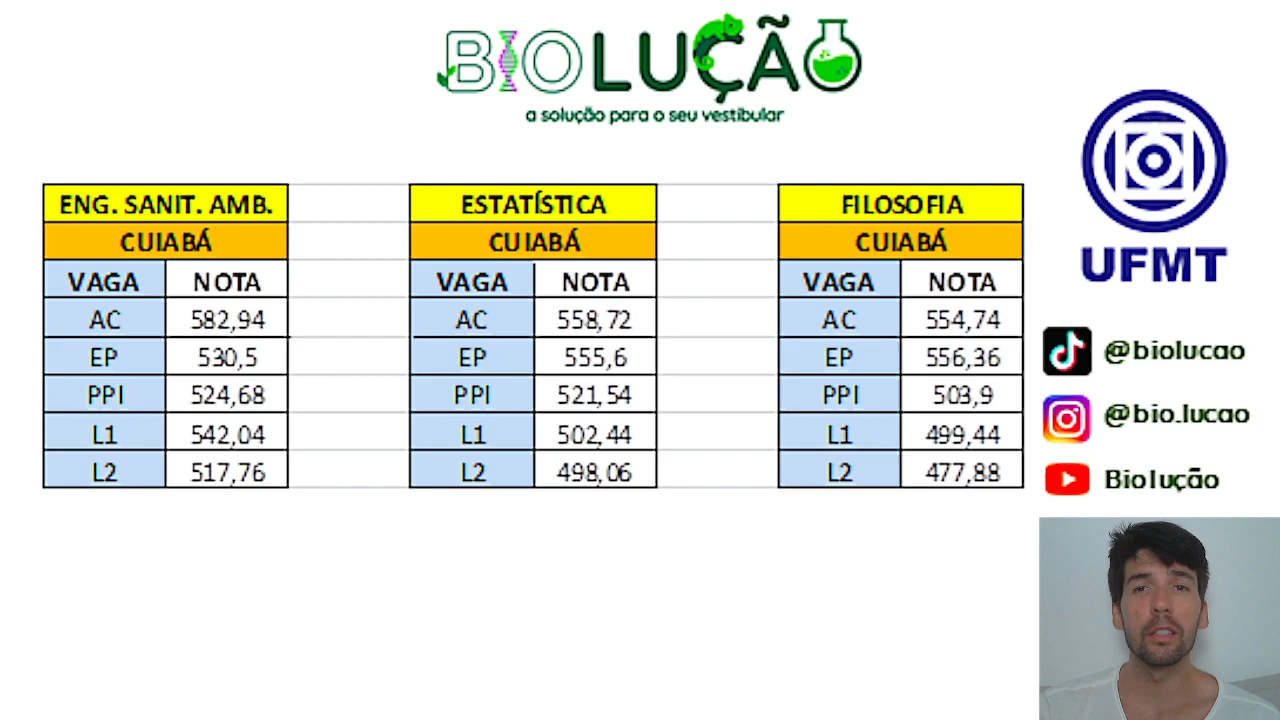 BIOLUÇÃO
a solução para o seu vestibular
UFMT
ENG. SANIT. AMB.
CUIABÁ
VAGA NOTA
AC 582,94
EP 530,5
PPI 524,68
L1 542,04
L2 517,76
ESTATÍSTICA
CUIABÁ
VAGA NOTA
AC 558,72
EP 555,6
PPI 521,54
L1 502,44
L2 498,06
FILOSOFIA
CUIABÁ
VAGA NOTA
AC 554,74
EP 556,36
PPI 503,9
L1 499,44
L2 477,88
@biolucao
@bio.lucao
Biolução